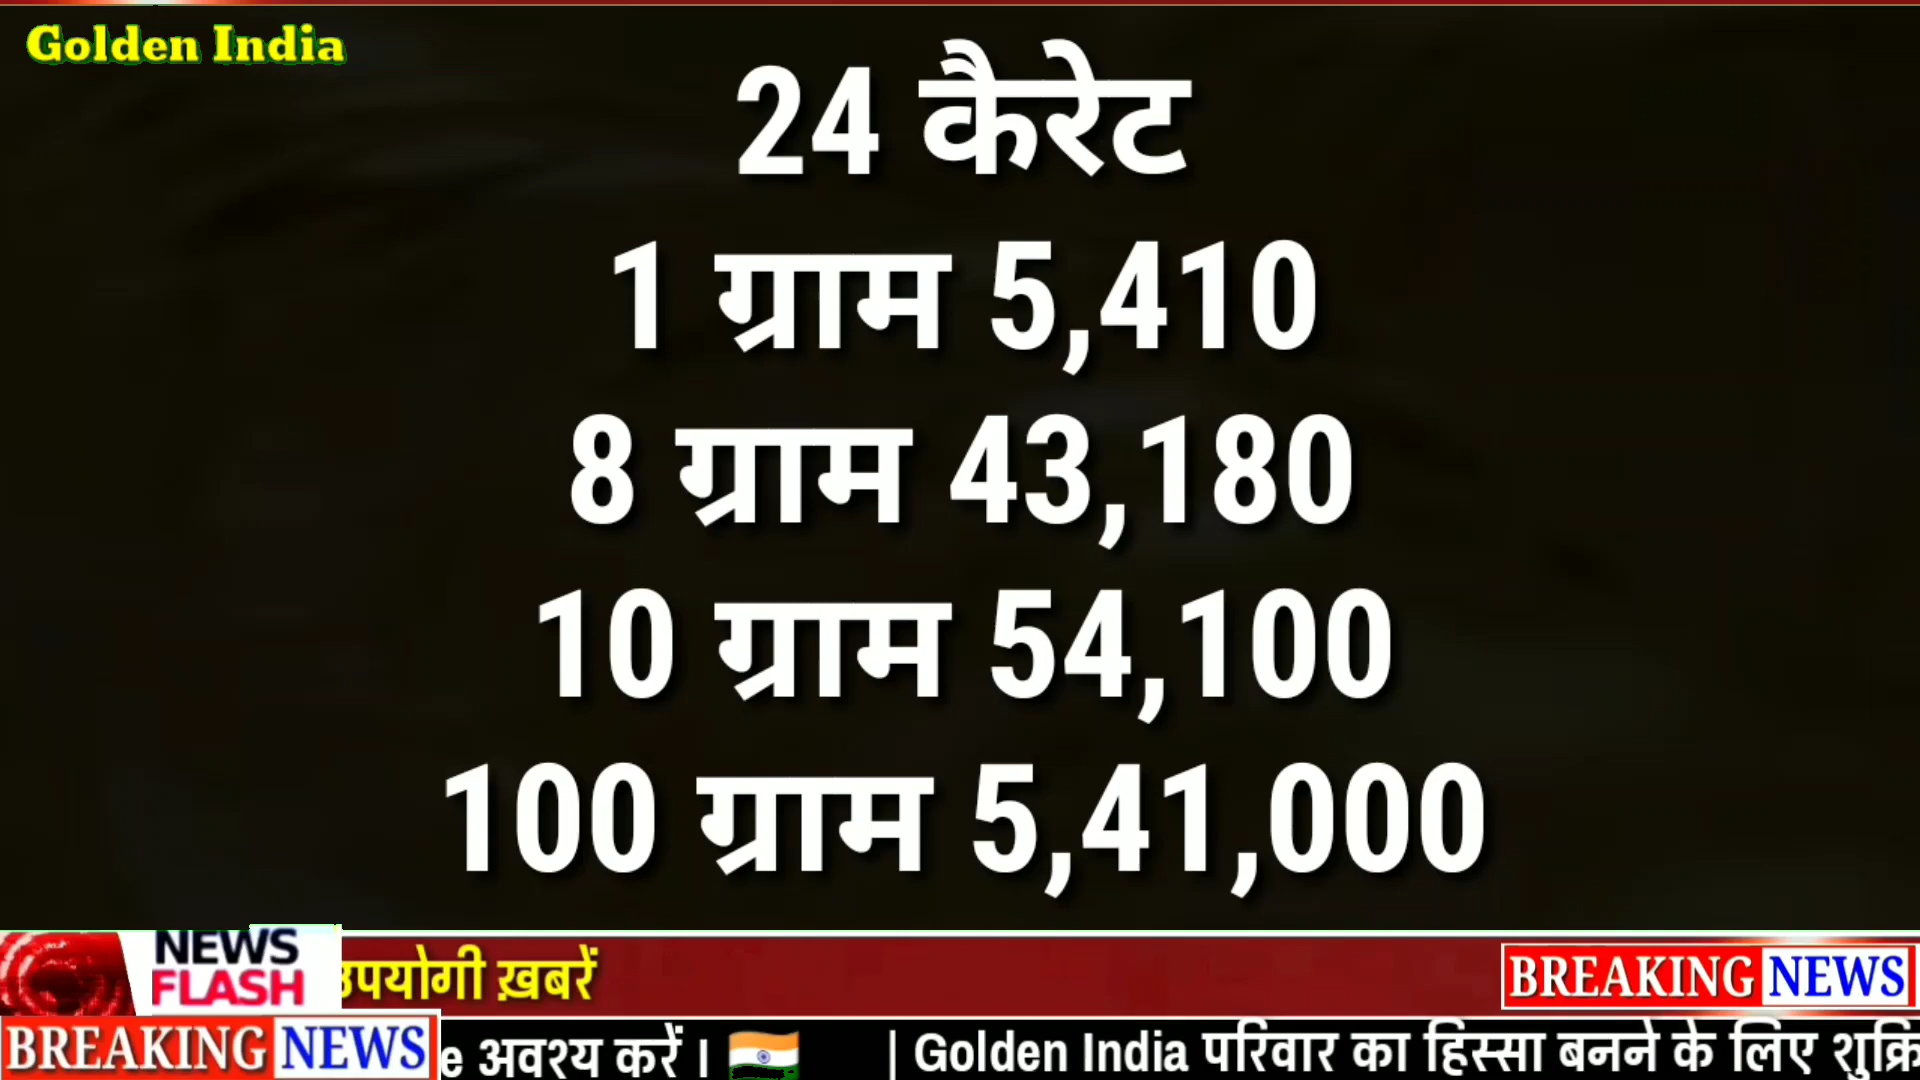 Golden India
24 कैरेट
1 ग्राम 5,410
8 ग्राम 43,180
10 ग्राम 54,100
100 ग्राम 5,41,000
NEWS
FLASH
उपयोगी ख़बरें
BREAKING NEWS
BREAKING NEWS
e अवश्य करें । | Golden India परिवार का हिस्सा बनने के लिए